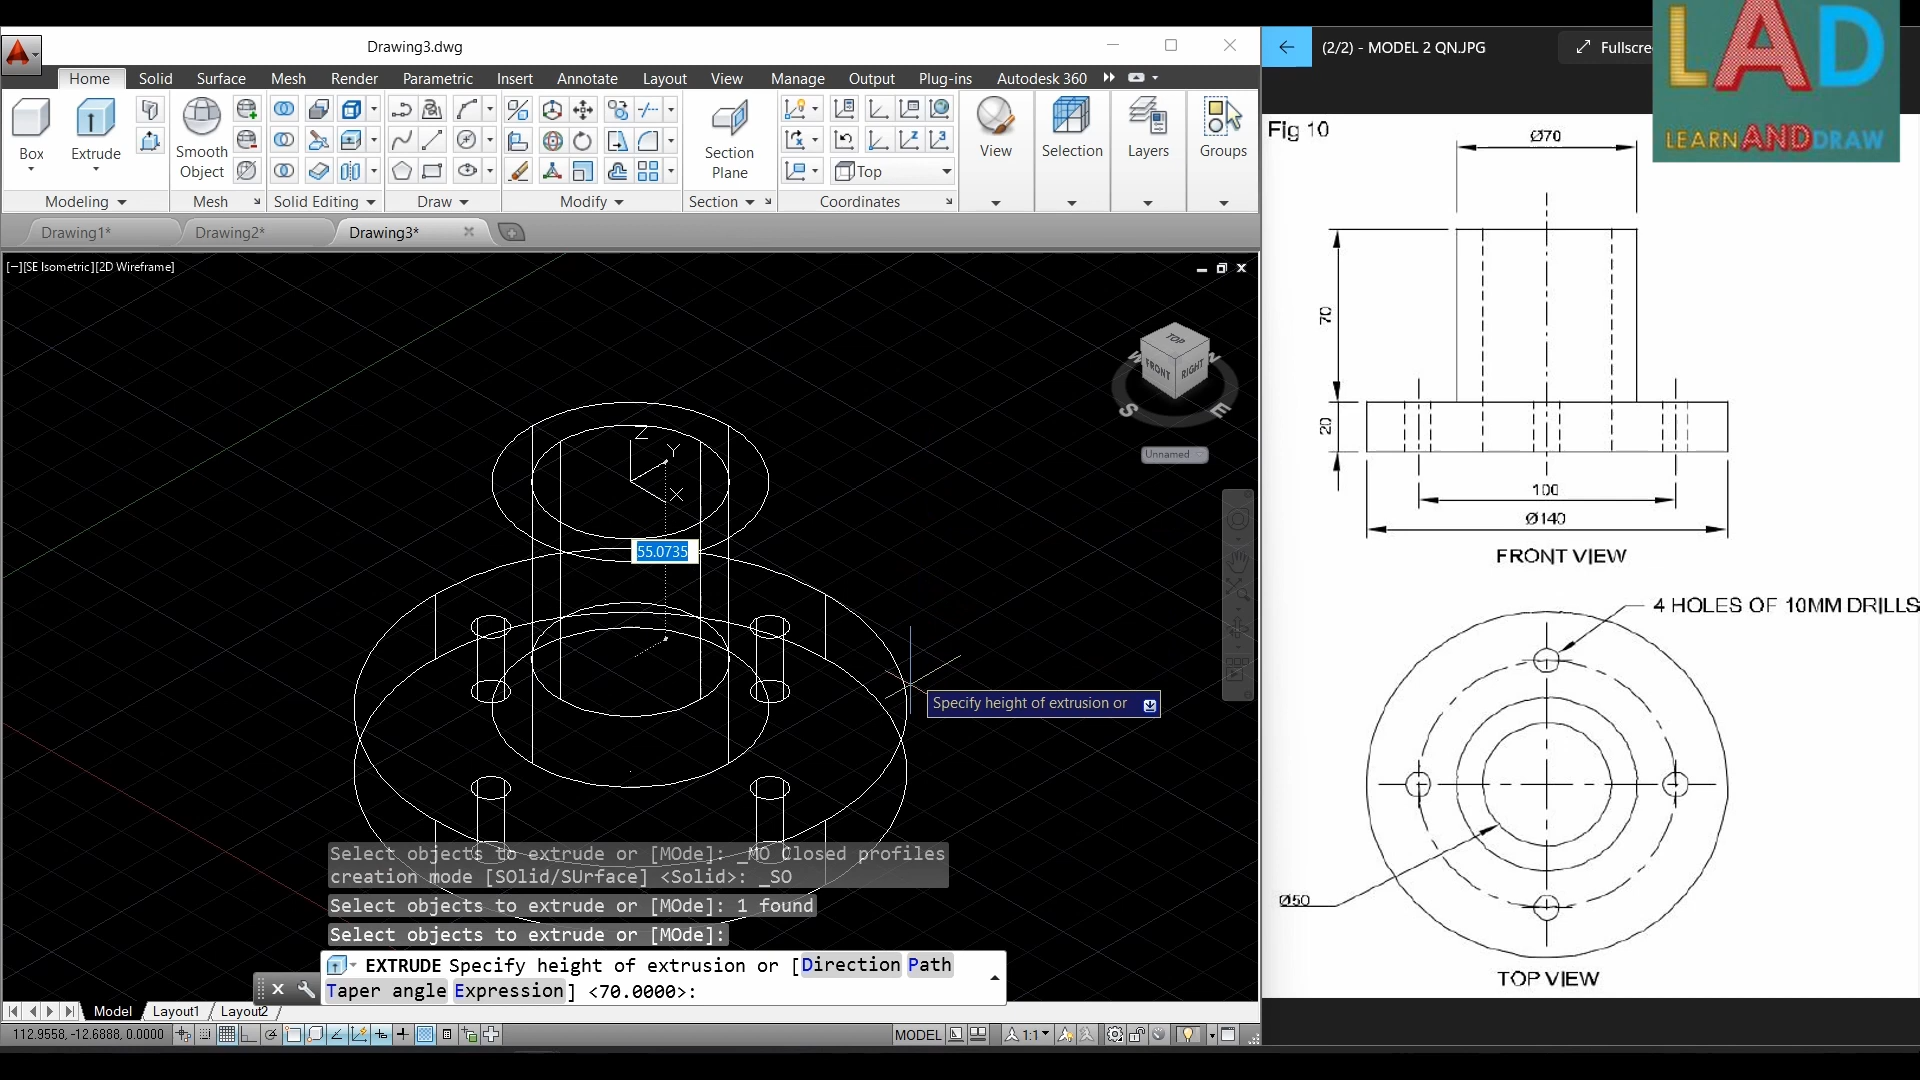 Drawing3.dwg
Home Solid Surface Mesh Render Parametric Insert Annotate Layout View Manage Output Plug-ins Autodesk 360
Box
Extrude
Smooth
Object
Section
Plane
Top
View
Selection
Layers
Groups
Modeling
Mesh
Solid Editing
Draw
Modify
Section
Coordinates
Drawing1*
Drawing2*
Drawing3*
[−][SE Isometric][2D Wireframe]
TOP
FRONT
RIGHT
W
N
S
E
Unnamed
Z
Y
X
55.0735
Specify height of extrusion or
Select objects to extrude or [MOde]: _MO Closed profiles
creation mode [SOlid/SUrface] <Solid>: _SO
Select objects to extrude or [MOde]: 1 found
Select objects to extrude or [MOde]:
EXTRUDE Specify height of extrusion or [Direction Path
Taper angle Expression] <70.0000>:
Model Layout1 Layout2
112.9558, -12.6888, 0.0000
MODEL
1:1
(2/2) - MODEL 2 QN.JPG
Fullscre
LAD
LEARNANDDRAW
Fig 10
Ø70
70
20
100
Ø140
FRONT VIEW
4 HOLES OF 10MM DRILLS
Ø50
TOP VIEW